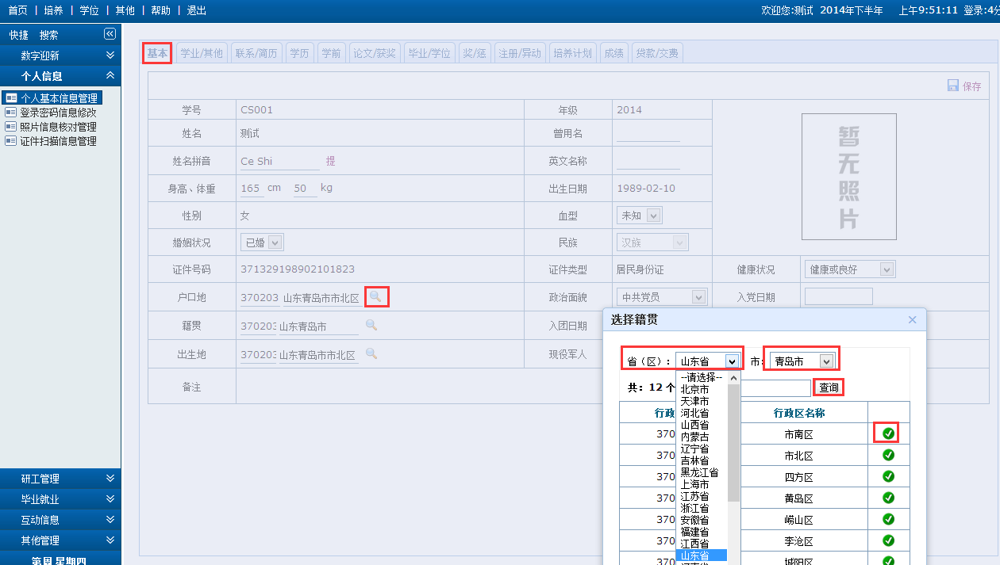 首页 | 培养 | 学位 | 其他 | 帮助 | 退出
欢迎您:测试 2014年下半年 上午9:51:11 登录:4
快捷 搜索
数字迎新
个人信息
个人基本信息管理
登录密码信息修改
照片信息核对管理
证件扫描信息管理
研工管理
毕业就业
互动信息
其他管理
基本 学业/其他 联系/简历 学历 学前 论文/获奖 毕业/学位 奖/惩 注册/异动 培养计划 成绩 贷款/交费
保存
学号 CS001 年级 2014
姓名 测试 曾用名
姓名拼音 Ce Shi 提 英文名称
身高、体重 165 cm 50 kg 出生日期 1989-02-10
性别 女 血型 未知
婚姻状况 已婚 民族 汉族
暂无照片
证件号码 371329198902101823 证件类型 居民身份证 健康状况 健康或良好
户口地 370203 山东青岛市市北区 政治面貌 中共党员 入党日期
籍贯 370203 山东青岛市 入团日期
出生地 370203 山东青岛市市北区 现役军人
备注
选择籍贯
省（区）: 山东省 市: 青岛市
共: 12 个 查询
--请选择--
北京市
天津市
河北省
山西省
内蒙古
辽宁省
吉林省
黑龙江省
上海市
江苏省
浙江省
安徽省
福建省
江西省
山东省
河南省
行政 行政区名称
370 市南区
370 市北区
370 四方区
370 黄岛区
370 崂山区
370 李沧区
370 城阳区